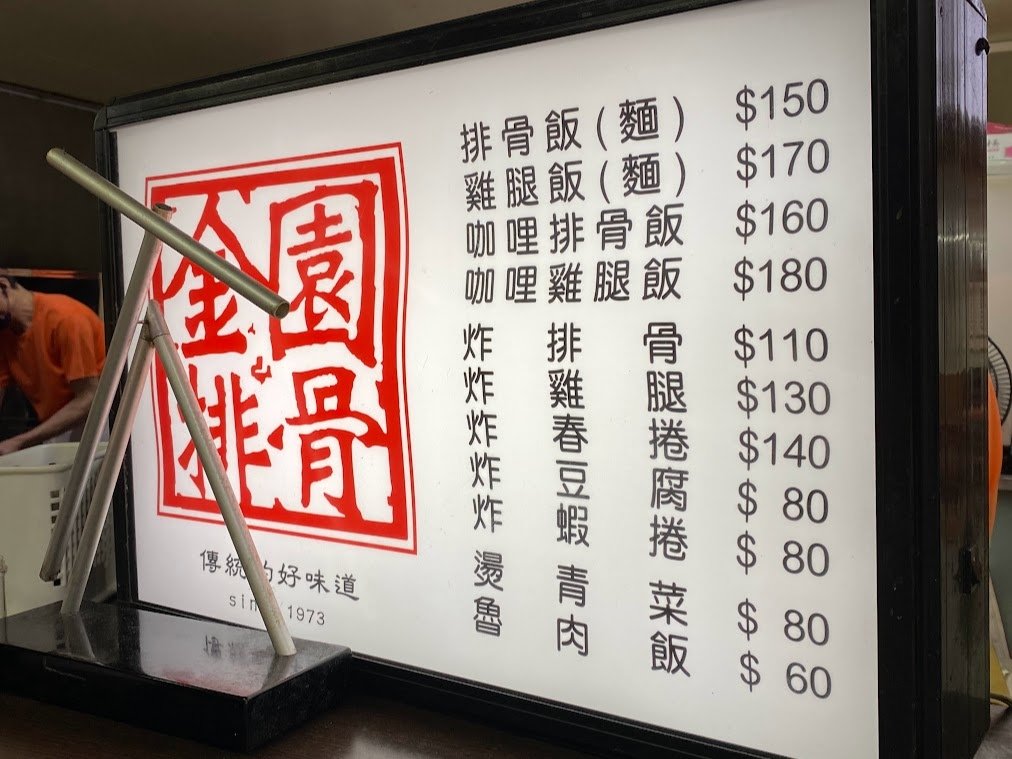 金園
排骨
傳統的好味道
since 1973
排骨飯(麵) $150
雞腿飯(麵) $170
咖哩排骨飯 $160
咖哩雞腿飯 $180
炸排骨 $110
炸雞腿 $130
炸春捲 $140
炸豆腐 $ 80
炸蝦捲 $ 80
燙青菜 $ 80
魯肉飯 $ 60